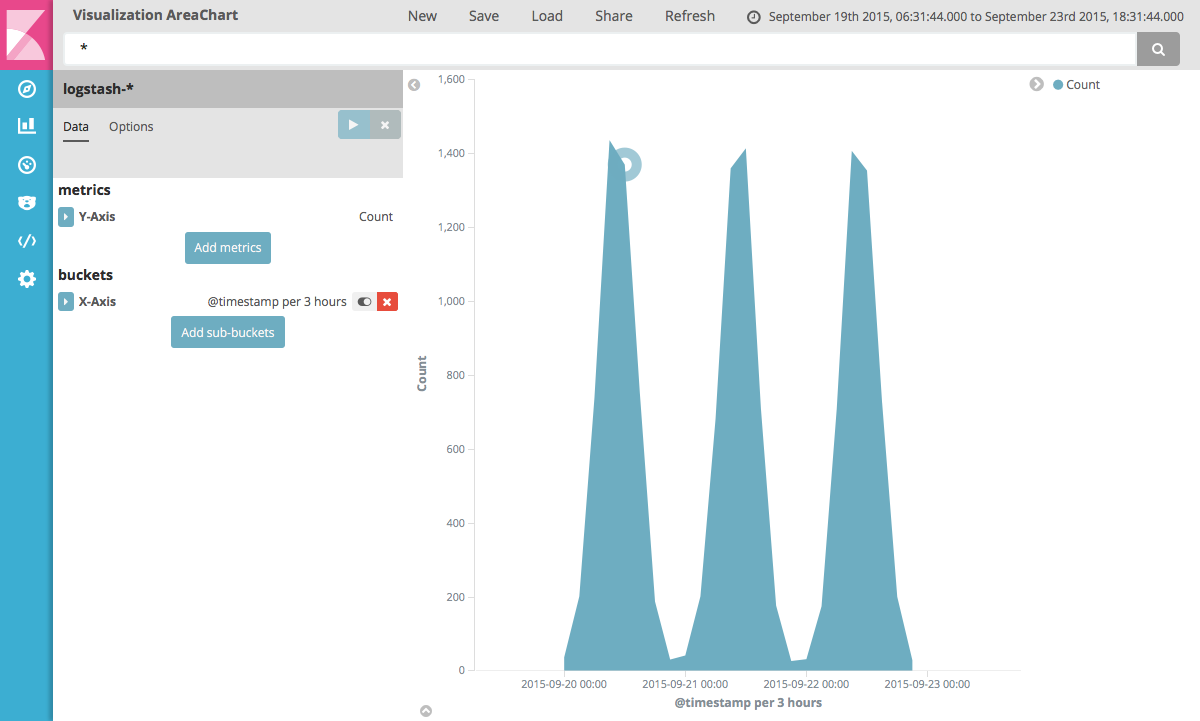 Visualization AreaChart
New Save Load Share Refresh September 19th 2015, 06:31:44.000 to September 23rd 2015, 18:31:44.000
*
logstash-*
Data Options
metrics
Y-Axis Count
Add metrics
buckets
X-Axis @timestamp per 3 hours
Add sub-buckets
Count
1,600
1,400
1,200
1,000
800
600
400
200
0
Count
2015-09-20 00:00 2015-09-21 00:00 2015-09-22 00:00 2015-09-23 00:00
@timestamp per 3 hours